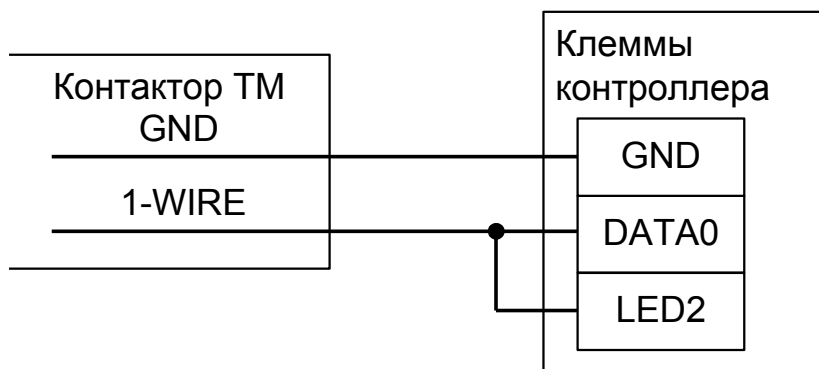 Контактор ТМ
GND
1-WIRE
Клеммы
контроллера
GND
DATA0
LED2